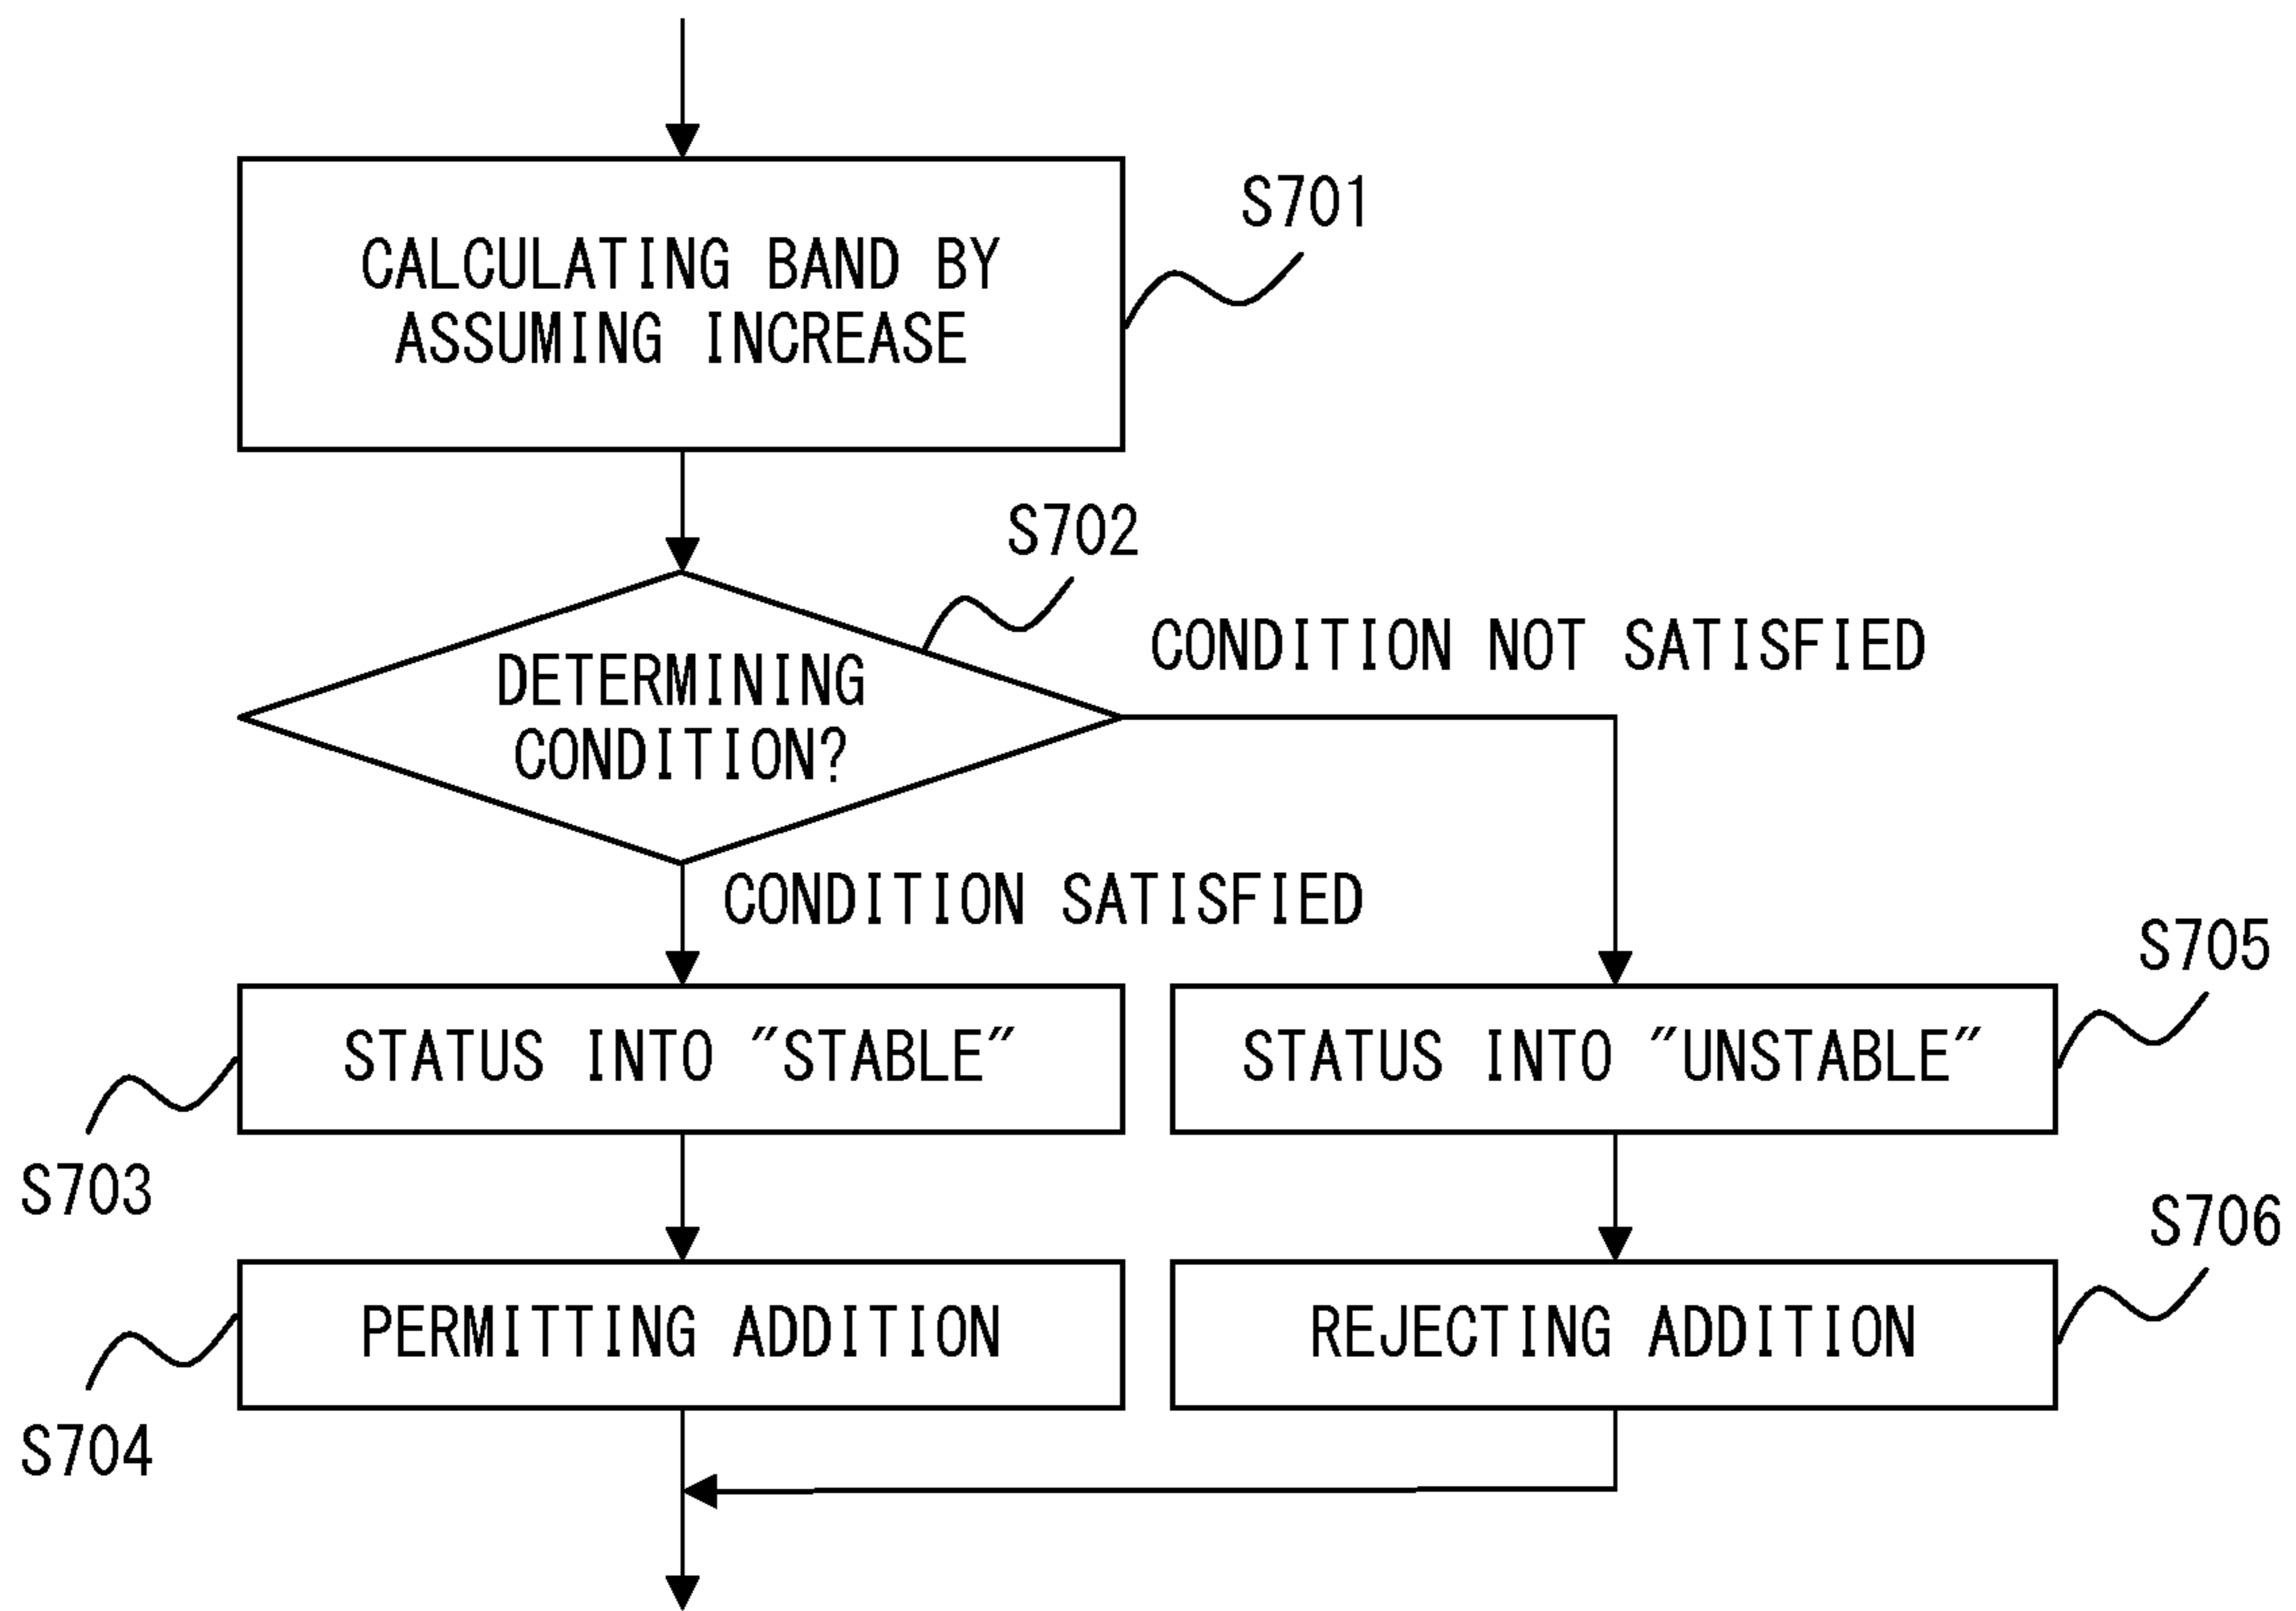 S701
CALCULATING BAND BY
ASSUMING INCREASE
S702
CONDITION NOT SATISFIED
DETERMINING
CONDITION?
CONDITION SATISFIED
S705
STATUS INTO "STABLE"
STATUS INTO "UNSTABLE"
S703
S706
PERMITTING ADDITION
REJECTING ADDITION
S704